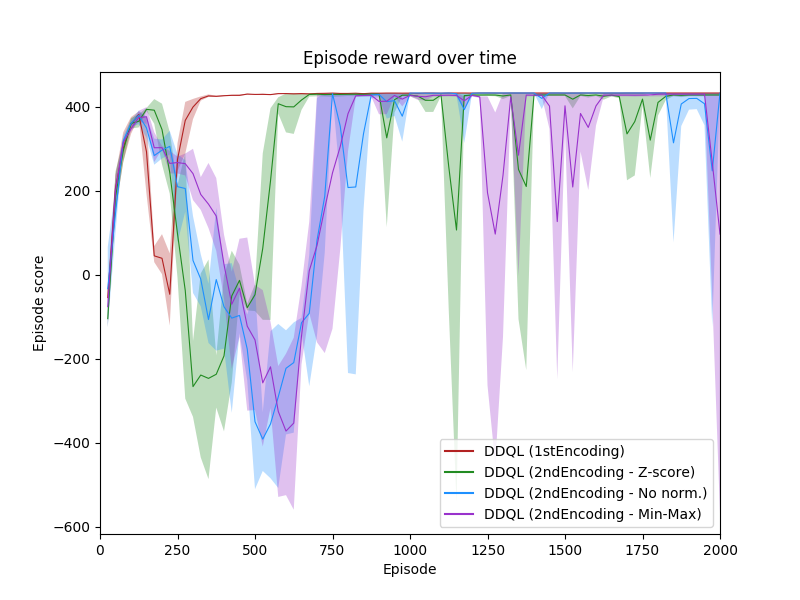 Episode reward over time
400
200
0
−200
−400
−600
Episode score
0
250
500
750
1000
1250
1500
1750
2000
Episode
DDQL (1stEncoding)
DDQL (2ndEncoding - Z-score)
DDQL (2ndEncoding - No norm.)
DDQL (2ndEncoding - Min-Max)